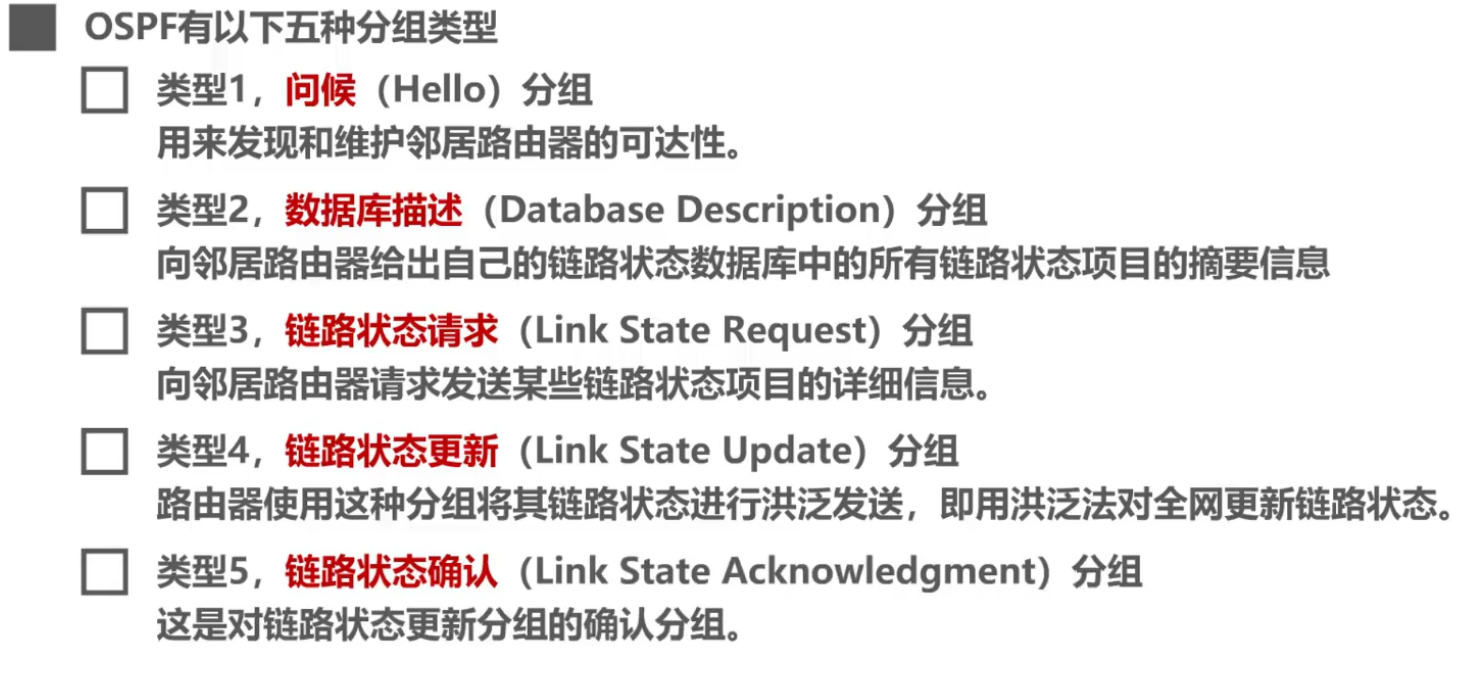 OSPF有以下五种分组类型
类型1，问候（Hello）分组
用来发现和维护邻居路由器的可达性。
类型2，数据库描述（Database Description）分组
向邻居路由器给出自己的链路状态数据库中的所有链路状态项目的摘要信息
类型3，链路状态请求（Link State Request）分组
向邻居路由器请求发送某些链路状态项目的详细信息。
类型4，链路状态更新（Link State Update）分组
路由器使用这种分组将其链路状态进行洪泛发送，即用洪泛法对全网更新链路状态。
类型5，链路状态确认（Link State Acknowledgment）分组
这是对链路状态更新分组的确认分组。